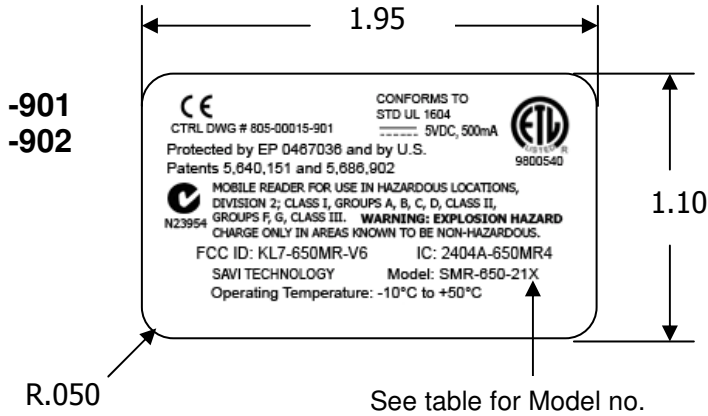 1.95
-901
-902
CE
CTRL DWG # 805-00015-901
CONFORMS TO
STD UL 1604
5VDC, 500mA
ETL
LISTED R
9800540
Protected by EP 0467036 and by U.S.
Patents 5,640,151 and 5,686,902
N23954
MOBILE READER FOR USE IN HAZARDOUS LOCATIONS,
DIVISION 2; CLASS I, GROUPS A, B, C, D, CLASS II,
GROUPS F, G, CLASS III. WARNING: EXPLOSION HAZARD
CHARGE ONLY IN AREAS KNOWN TO BE NON-HAZARDOUS.
FCC ID: KL7-650MR-V6 IC: 2404A-650MR4
SAVI TECHNOLOGY Model: SMR-650-21X
Operating Temperature: -10°C to +50°C
1.10
R.050
See table for Model no.